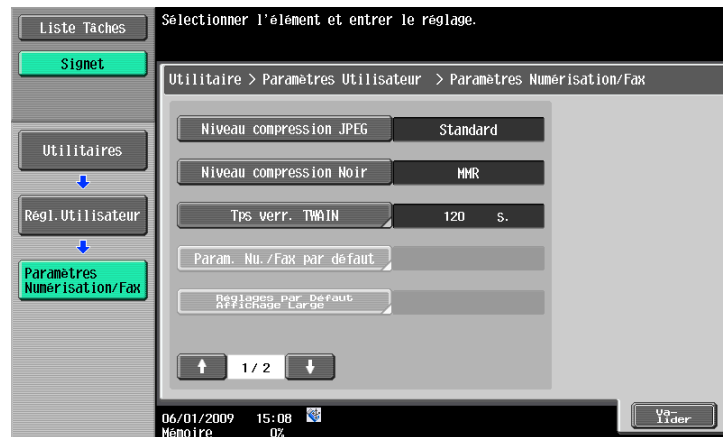 Liste Tâches
Sélectionner l'élément et entrer le réglage.
Signet
Utilitaire > Paramètres Utilisateur > Paramètres Numérisation/Fax
Niveau compression JPEG
Standard
Utilitaires
Niveau compression Noir
MMR
Régl.Utilisateur
Tps verr. TWAIN
120 s.
Param. Nu./Fax par défaut
Paramètres
Numérisation/Fax
Réglages par Défaut
Affichage Large
1/2
06/01/2009 15:08
Mémoire 0%
Va-
lider